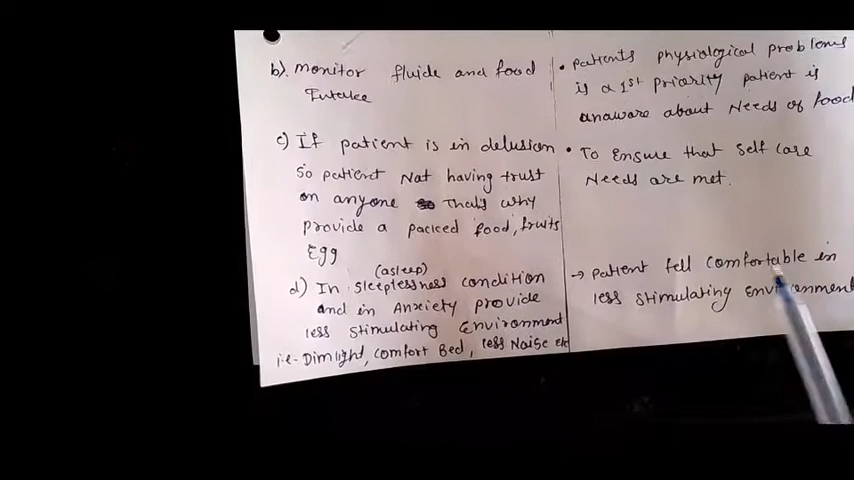 b). monitor fluide and food
Intake
c) If patient is in delusion
so patient Not having trust
on anyone so That's why
provide a packed food, fruits
Egg
(asleep)
d) In sleeplessness condition
and in Anxiety provide
less stimulating Environment
i.e- Dimlight, comfort Bed, less Noise etc
• patients physiological problems
is a 1st Priority patient is
anaware about Needs of food
• To Ensure that Self Care
Needs are met.
→ patient fell comfortable in
less stimulating Environment